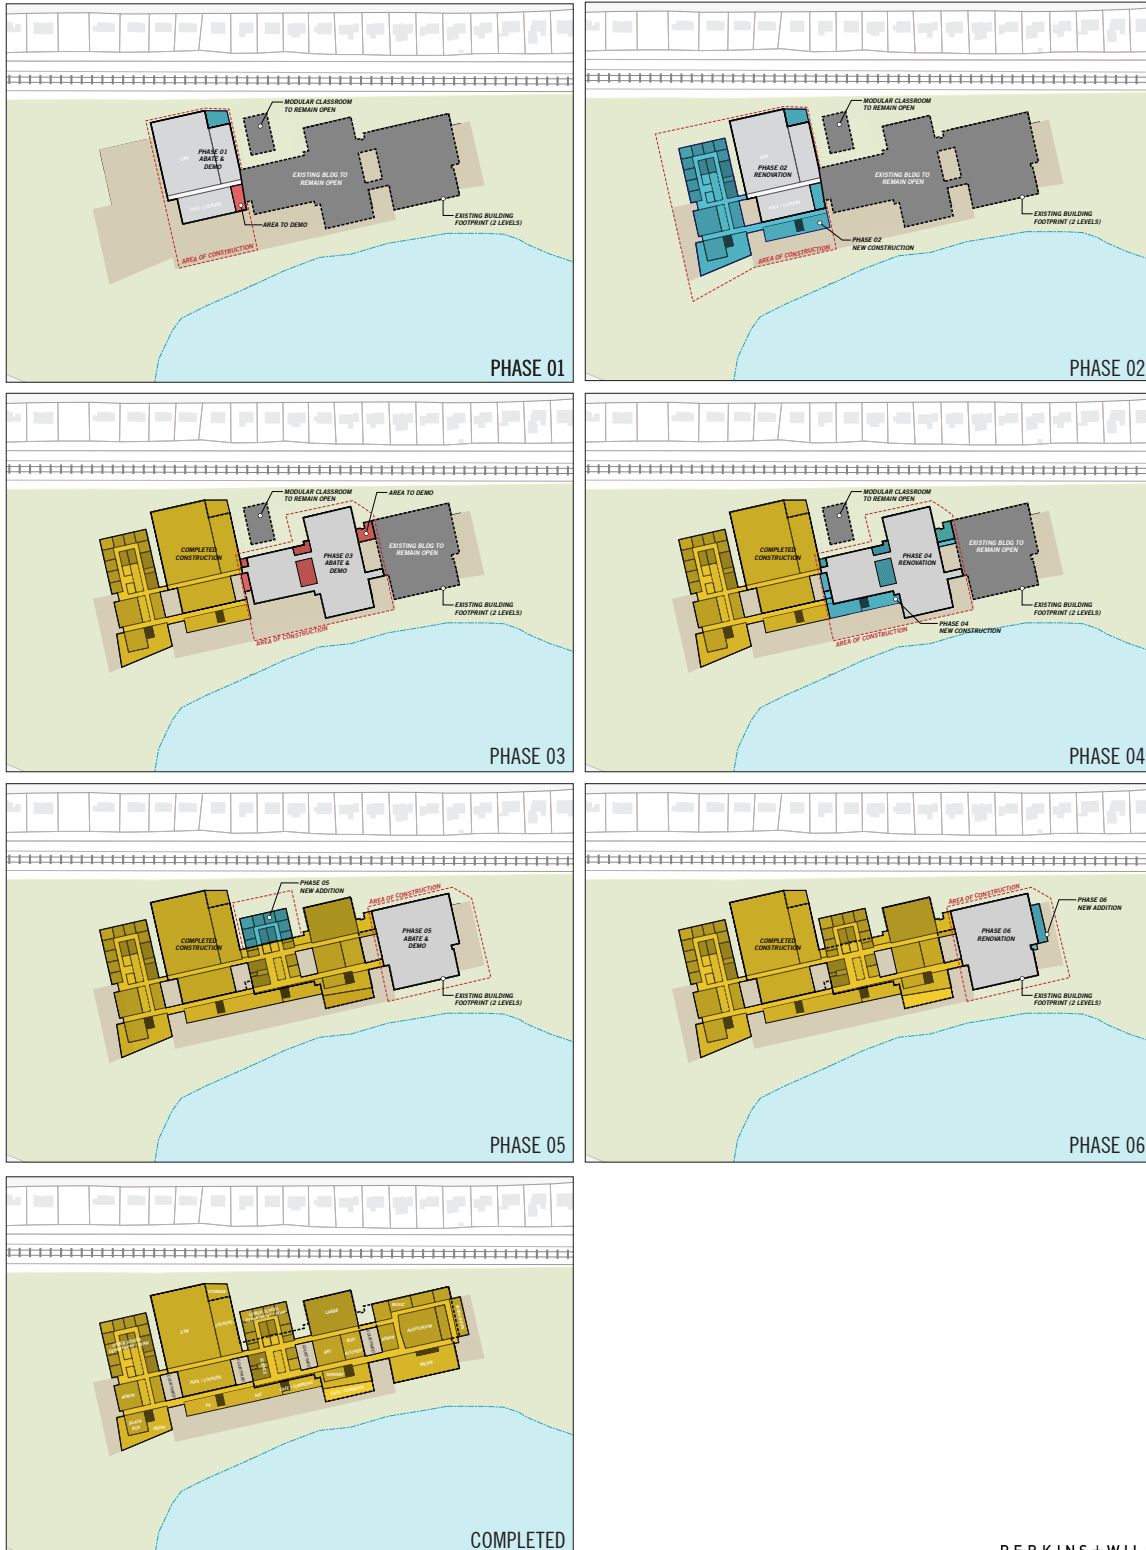 MODULAR CLASSROOM
TO REMAIN OPEN
PHASE 01
ABATE &
DEMO
EXISTING BLDG TO
REMAIN OPEN
EXISTING BUILDING
FOOTPRINT (2 LEVELS)
AREA TO DEMO
AREA OF CONSTRUCTION
PHASE 01
MODULAR CLASSROOM
TO REMAIN OPEN
PHASE 02
RENOVATION
EXISTING BLDG TO
REMAIN OPEN
EXISTING BUILDING
FOOTPRINT (2 LEVELS)
PHASE 02
NEW CONSTRUCTION
AREA OF CONSTRUCTION
PHASE 02
MODULAR CLASSROOM
TO REMAIN OPEN
AREA TO DEMO
COMPLETED
CONSTRUCTION
PHASE 03
ABATE &
DEMO
EXISTING BLDG TO
REMAIN OPEN
EXISTING BUILDING
FOOTPRINT (2 LEVELS)
AREA OF CONSTRUCTION
PHASE 03
MODULAR CLASSROOM
TO REMAIN OPEN
COMPLETED
CONSTRUCTION
PHASE 04
RENOVATION
EXISTING BLDG TO
REMAIN OPEN
EXISTING BUILDING
FOOTPRINT (2 LEVELS)
PHASE 04
NEW CONSTRUCTION
AREA OF CONSTRUCTION
PHASE 04
PHASE 05
NEW ADDITION
AREA OF CONSTRUCTION
COMPLETED
CONSTRUCTION
PHASE 05
ABATE &
DEMO
EXISTING BUILDING
FOOTPRINT (2 LEVELS)
PHASE 05
AREA OF CONSTRUCTION
PHASE 06
NEW ADDITION
COMPLETED
CONSTRUCTION
PHASE 06
RENOVATION
EXISTING BUILDING
FOOTPRINT (2 LEVELS)
PHASE 06
STORAGE
COURTYARD
COURTYARD
COURTYARD
COURTYARD
COMPLETED
PERKINS+WIL